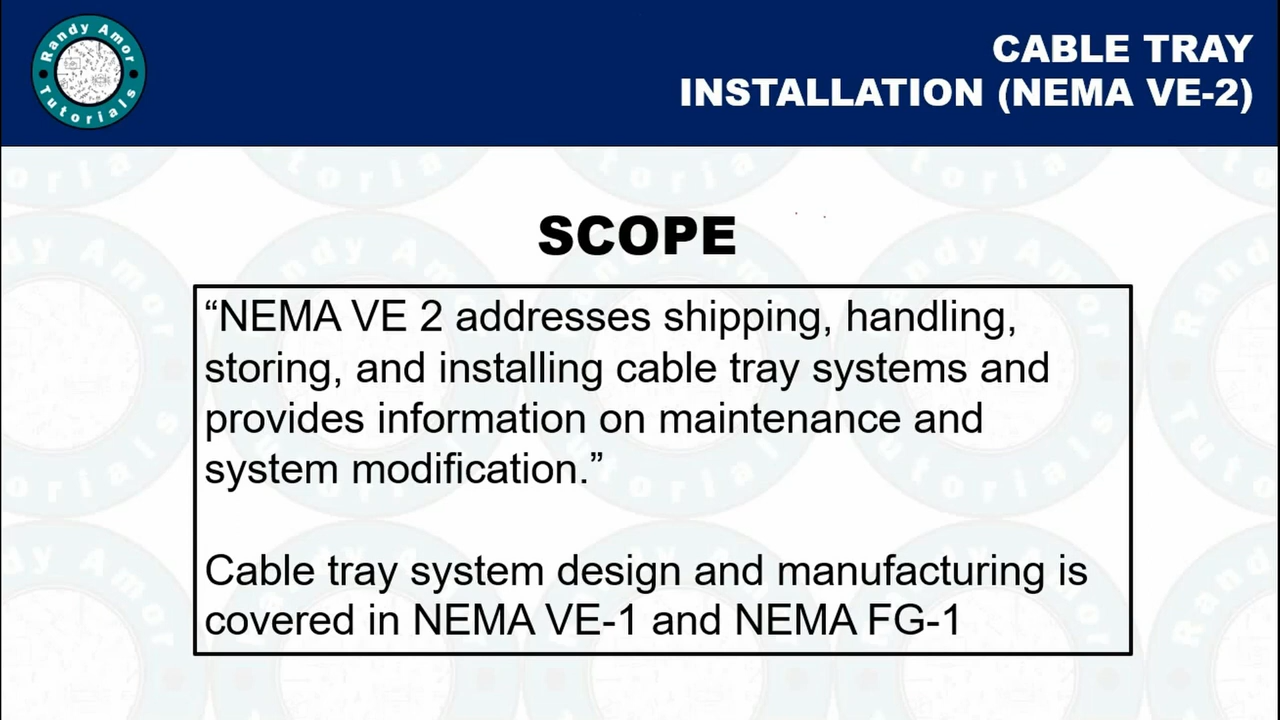 Randy Amor
Tutorials
CABLE TRAY
INSTALLATION (NEMA VE-2)
SCOPE
“NEMA VE 2 addresses shipping, handling,
storing, and installing cable tray systems and
provides information on maintenance and
system modification.”
Cable tray system design and manufacturing is
covered in NEMA VE-1 and NEMA FG-1